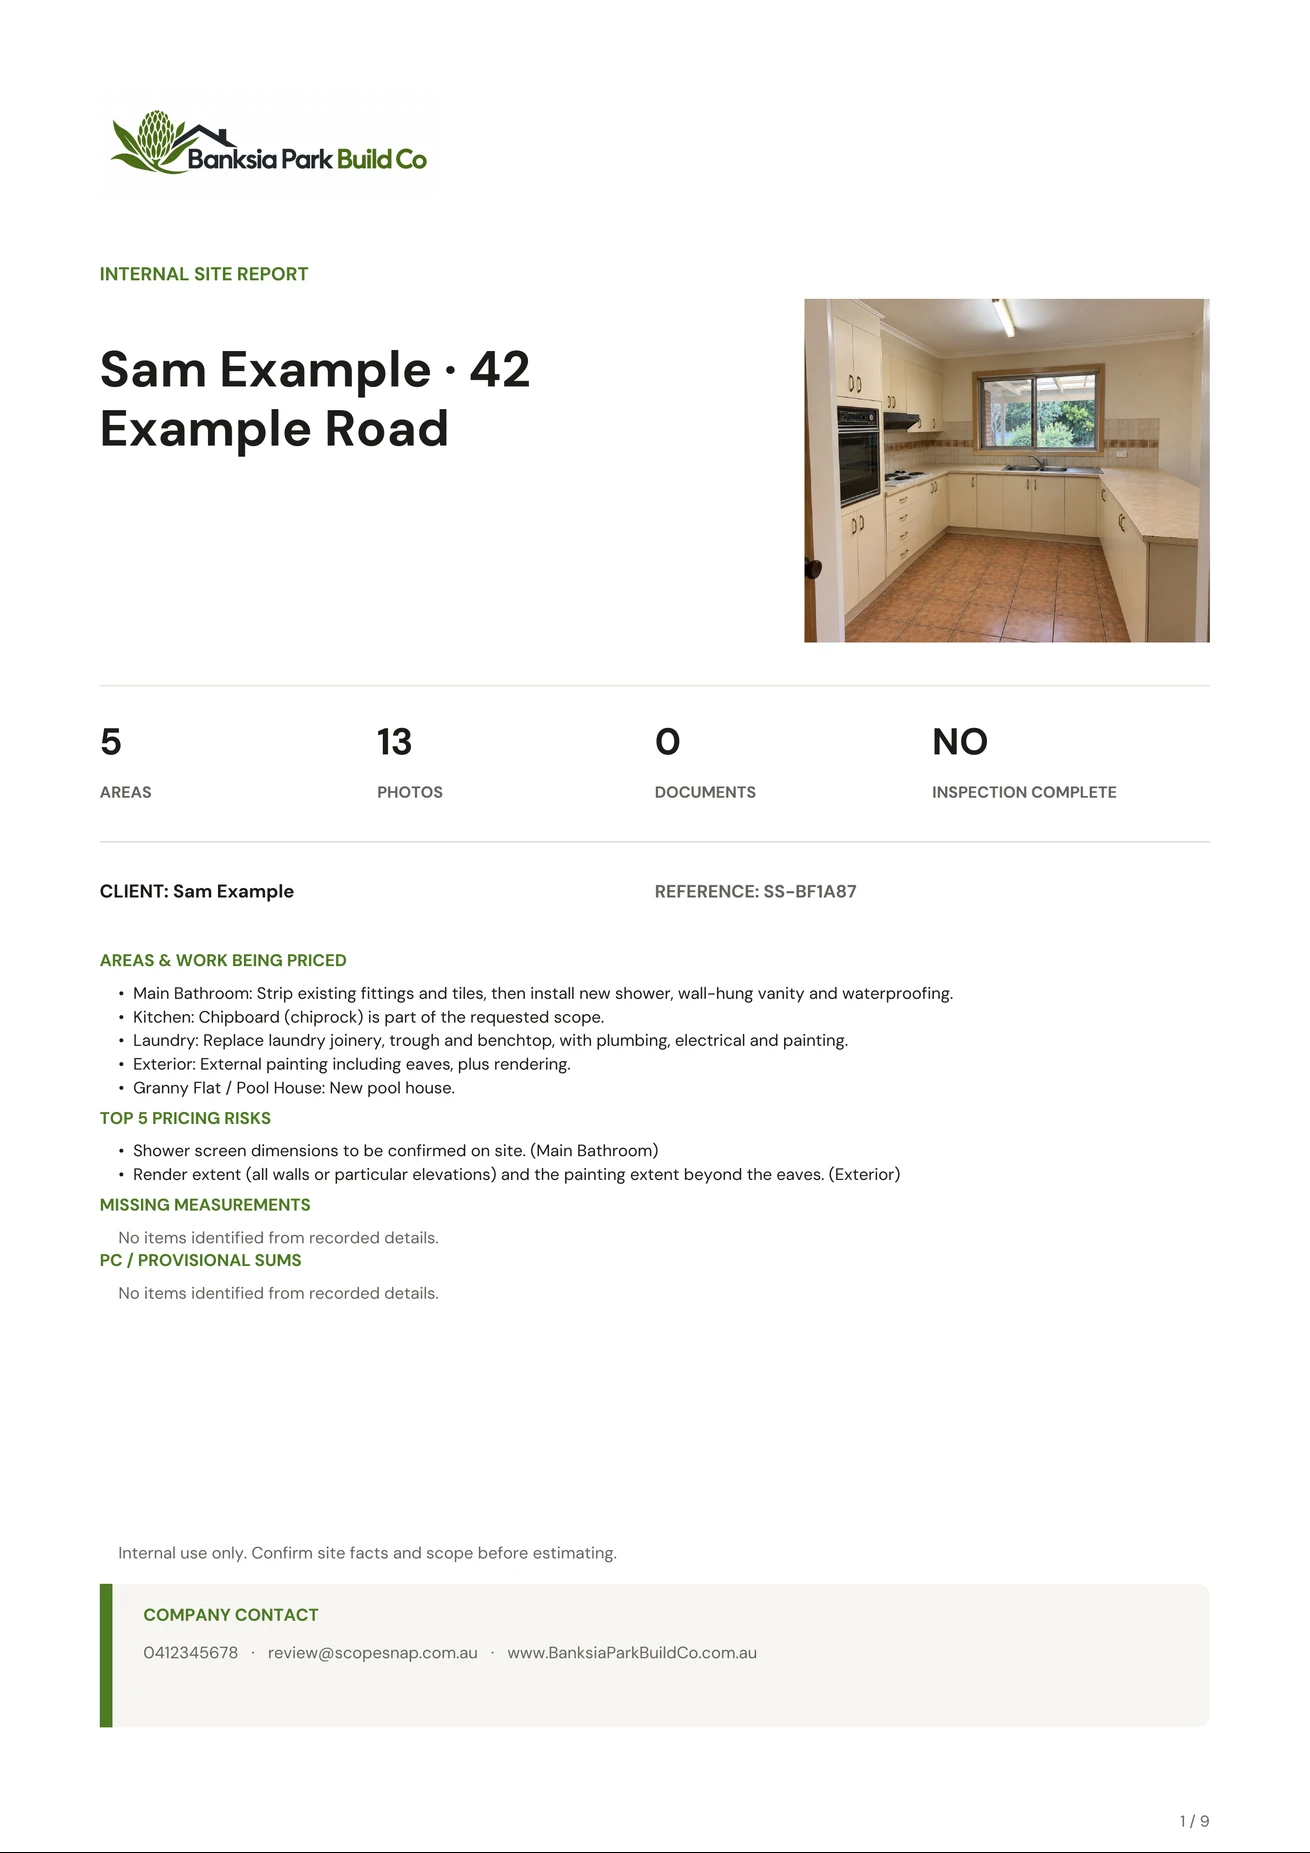 Banksia Park Build Co
INTERNAL SITE REPORT
Sam Example · 42
Example Road
5
13
0
NO
AREAS
PHOTOS
DOCUMENTS
INSPECTION COMPLETE
CLIENT: Sam Example
REFERENCE: SS-BF1A87
AREAS & WORK BEING PRICED
• Main Bathroom: Strip existing fittings and tiles, then install new shower, wall-hung vanity and waterproofing.
• Kitchen: Chipboard (chiprock) is part of the requested scope.
• Laundry: Replace laundry joinery, trough and benchtop, with plumbing, electrical and painting.
• Exterior: External painting including eaves, plus rendering.
• Granny Flat / Pool House: New pool house.
TOP 5 PRICING RISKS
• Shower screen dimensions to be confirmed on site. (Main Bathroom)
• Render extent (all walls or particular elevations) and the painting extent beyond the eaves. (Exterior)
MISSING MEASUREMENTS
No items identified from recorded details.
PC / PROVISIONAL SUMS
No items identified from recorded details.
Internal use only. Confirm site facts and scope before estimating.
COMPANY CONTACT
0412345678 · review@scopesnap.com.au · www.BanksiaParkBuildCo.com.au
1 / 9